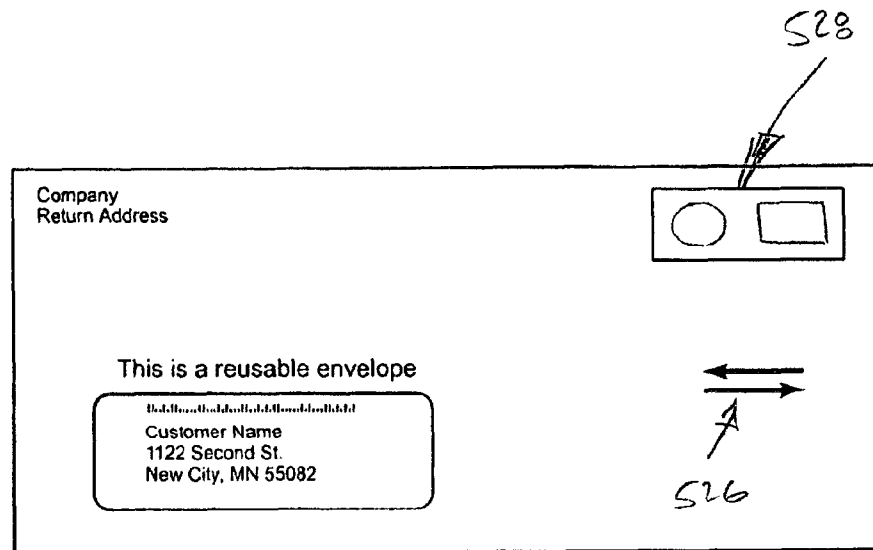 528
Company
Return Address
This is a reusable envelope
Customer Name
1122 Second St.
New City, MN 55082
526